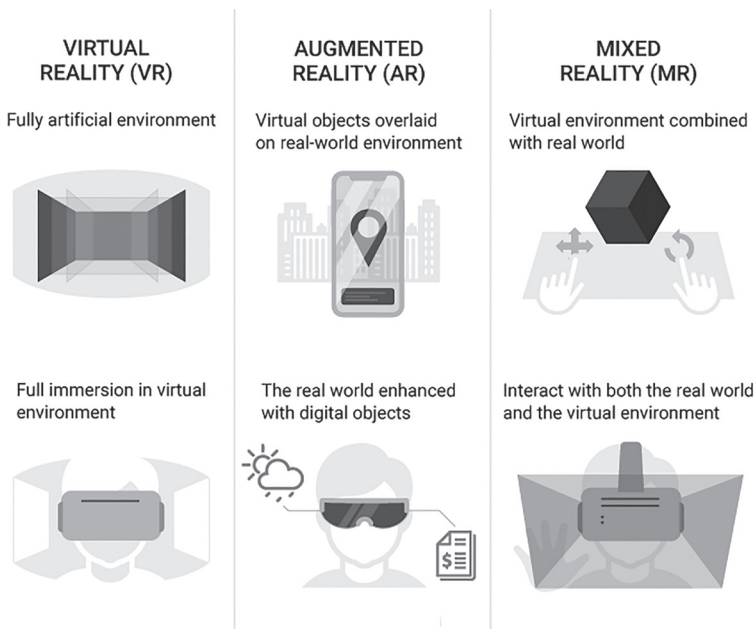 VIRTUAL
REALITY (VR)
Fully artificial environment
Full immersion in virtual
environment
AUGMENTED
REALITY (AR)
Virtual objects overlaid
on real-world environment
The real world enhanced
with digital objects
$
MIXED
REALITY (MR)
Virtual environment combined
with real world
Interact with both the real world
and the virtual environment